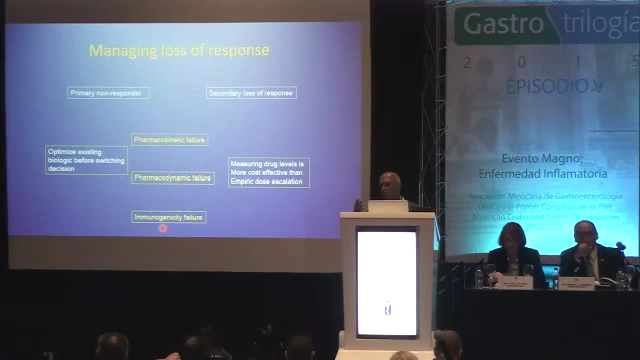 Managing loss of response
Primary non-responder
Secondary loss of response
Pharmacokinetic failure
Optimize existing
biologic before switching
decision
Pharmacodynamic failure
Measuring drug levels is
More cost effective than
Empiric dose escalation
Immunogenicity failure
Gastro trilogía
2 0 1 5
EPISODIO V
Evento Magno:
Enfermedad Inflamatoria
Asociación Mexicana de Gastroenterología